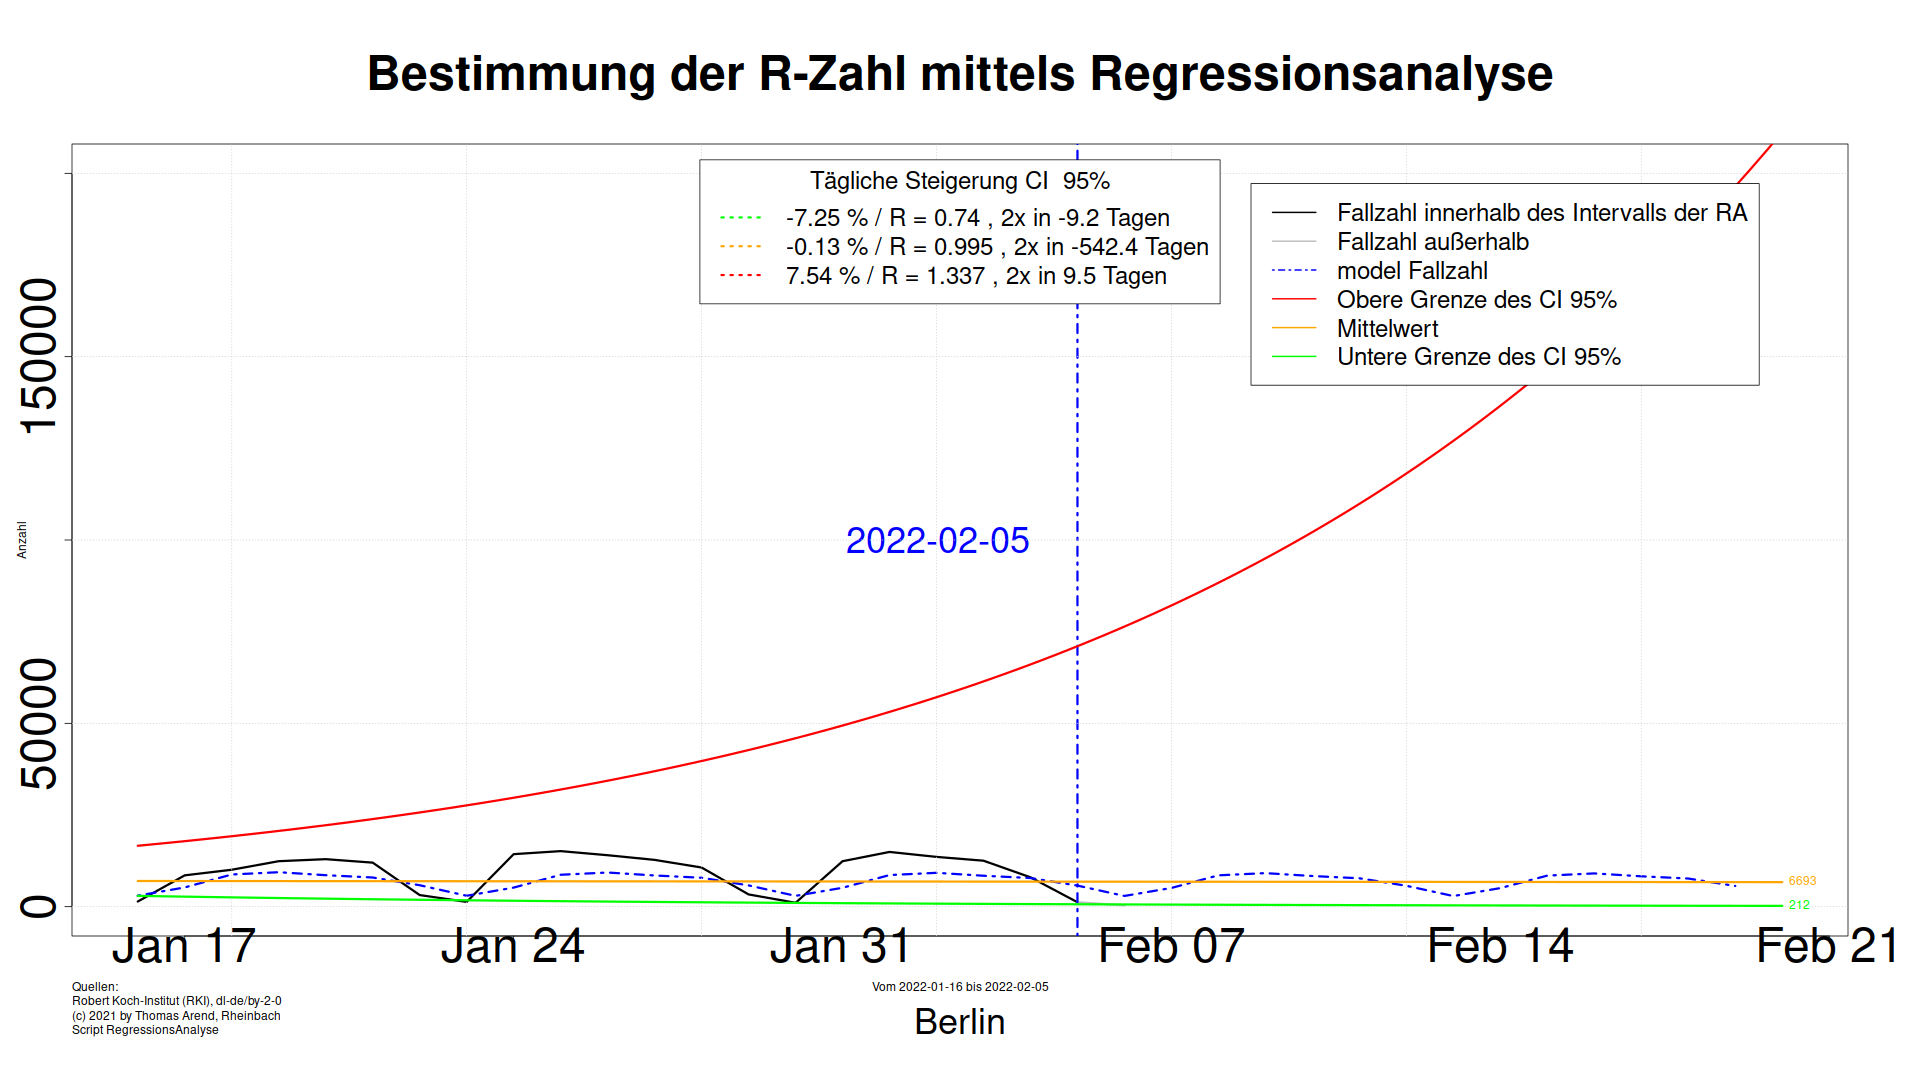 Bestimmung der R-Zahl mittels Regressionsanalyse
Tägliche Steigerung CI  95%
-7.25 % / R = 0.74 , 2x in -9.2 Tagen
-0.13 % / R = 0.995 , 2x in -542.4 Tagen
7.54 % / R = 1.337 , 2x in 9.5 Tagen
Fallzahl innerhalb des Intervalls der RA
Fallzahl außerhalb
model Fallzahl
Obere Grenze des CI 95%
Mittelwert
Untere Grenze des CI 95%
150000
50000
0
Anzahl
2022-02-05
6693
212
Jan 17
Jan 24
Jan 31
Feb 07
Feb 14
Feb 21
Quellen:
Robert Koch-Institut (RKI), dl-de/by-2-0
(c) 2021 by Thomas Arend, Rheinbach
Script RegressionsAnalyse
Vom 2022-01-16 bis 2022-02-05
Berlin